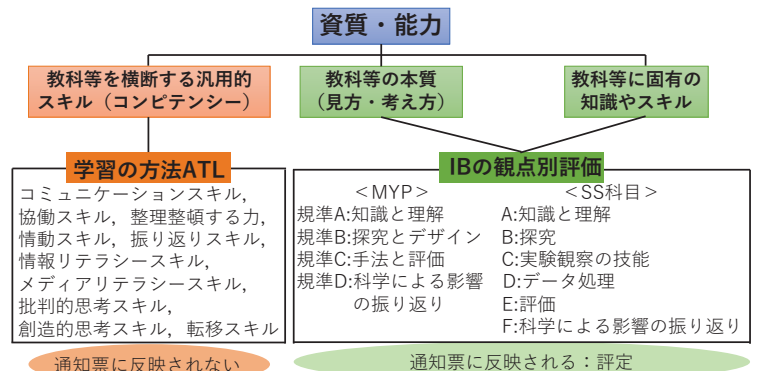 資質・能力
教科等を横断する汎用的
スキル（コンピテンシー）
教科等の本質
（見方・考え方）
教科等に固有の
知識やスキル
学習の方法ATL
コミュニケーションスキル，
協働スキル，整理整頓する力，
情動スキル，振り返りスキル，
情報リテラシースキル，
メディアリテラシースキル，
批判的思考スキル，
創造的思考スキル，転移スキル
通知票に反映されない
IBの観点別評価
＜MYP＞
規準A:知識と理解
規準B:探究とデザイン
規準C:手法と評価
規準D:科学による影響
の振り返り
＜SS科目＞
A:知識と理解
B:探究
C:実験観察の技能
D:データ処理
E:評価
F:科学による影響の振り返り
通知票に反映される：評定